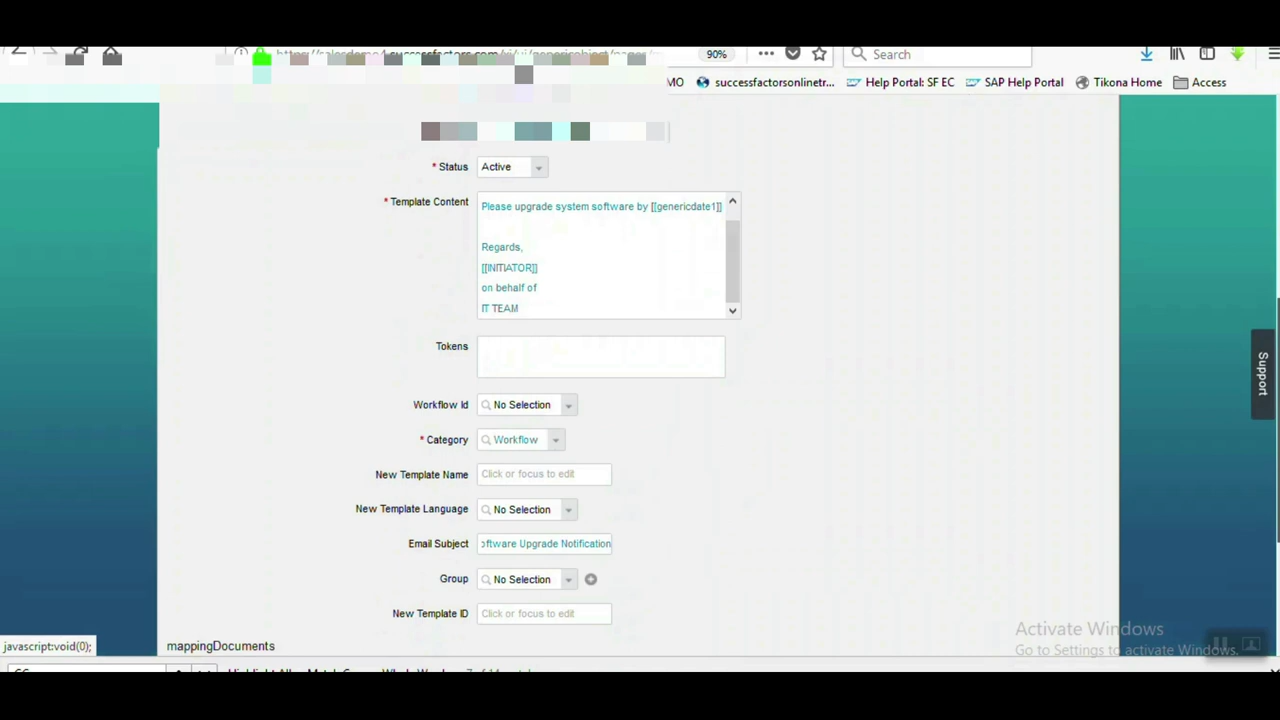 90%
Search
MO
successfactorsonlinetr...
Help Portal: SF EC
SAP Help Portal
Tikona Home
Access
* Status
Active
* Template Content
Please upgrade system software by [[genericdate1]]
Regards,
[[INITIATOR]]
on behalf of
IT TEAM
Tokens
Workflow Id
No Selection
* Category
Workflow
New Template Name
Click or focus to edit
New Template Language
No Selection
Email Subject
oftware Upgrade Notification
Group
No Selection
New Template ID
Click or focus to edit
Support
Activate Windows
Go to Settings to activate Windows.
javascript:void(0);
mappingDocuments